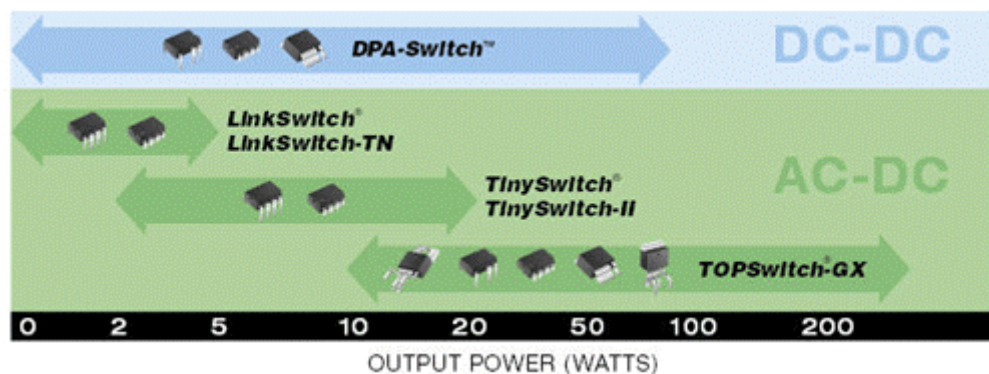 DPA-Switch™
DC-DC
LinkSwitch®
LinkSwitch-TN
TinySwitch®
TinySwitch-II
AC-DC
TOPSwitch®-GX
0 2 5 10 20 50 100 200
OUTPUT POWER (WATTS)